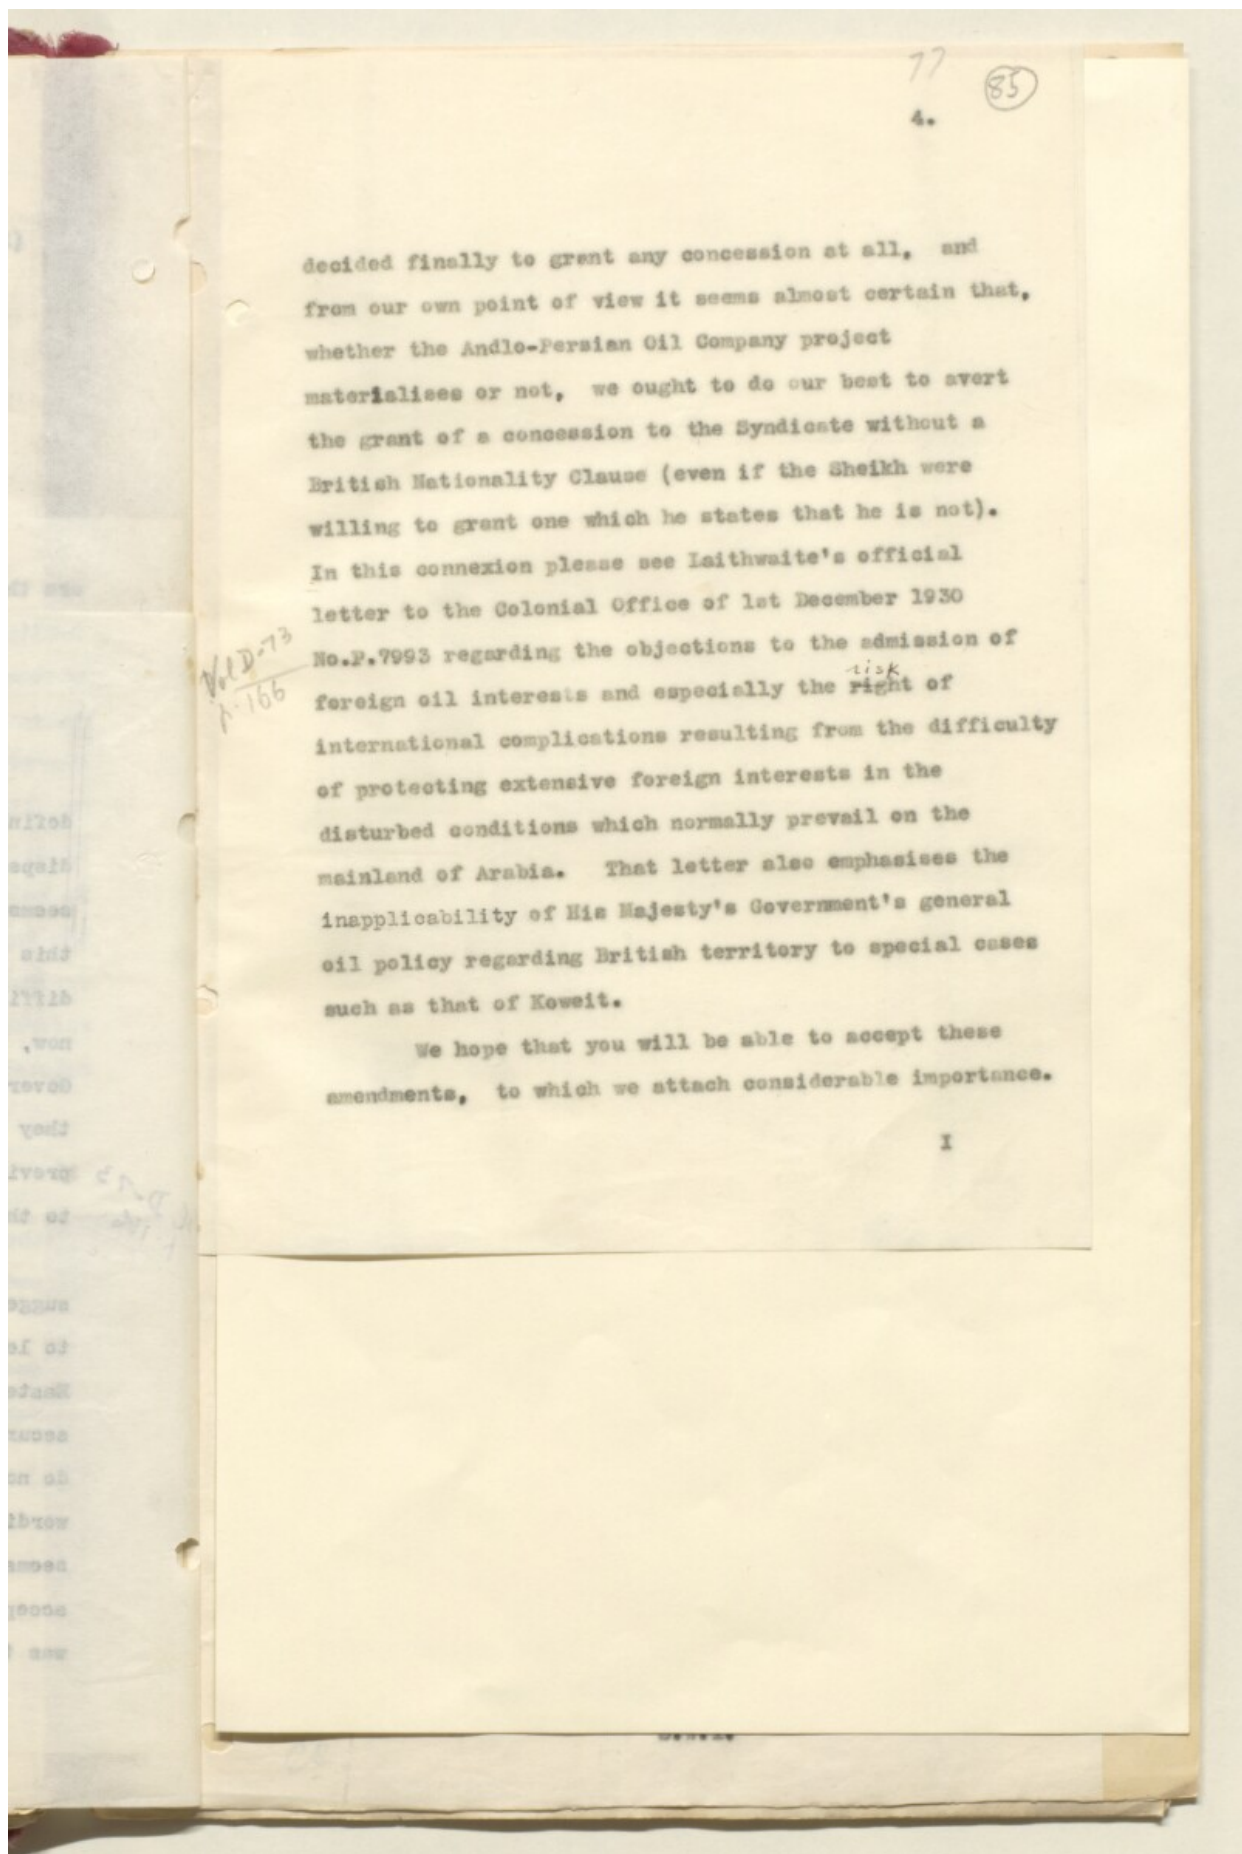 77
85
4.
decided finally to grant any concession at all, and
from our own point of view it seems almost certain that,
whether the Andlo-Persian Oil Company project
materialises or not, we ought to do our best to avert
the grant of a concession to the Syndicate without a
British Nationality Clause (even if the Sheikh were
willing to grant one which he states that he is not).
In this connexion please see Laithwaite's official
letter to the Colonial Office of 1st December 1930
Vol D-73
No.P.7993 regarding the objections to the admission of
risk
p.166
foreign oil interests and especially the right of
international complications resulting from the difficulty
of protecting extensive foreign interests in the
disturbed conditions which normally prevail on the
mainland of Arabia. That letter also emphasises the
inapplicability of His Majesty's Government's general
oil policy regarding British territory to special cases
such as that of Koweit.
We hope that you will be able to accept these
amendments, to which we attach considerable importance.
I